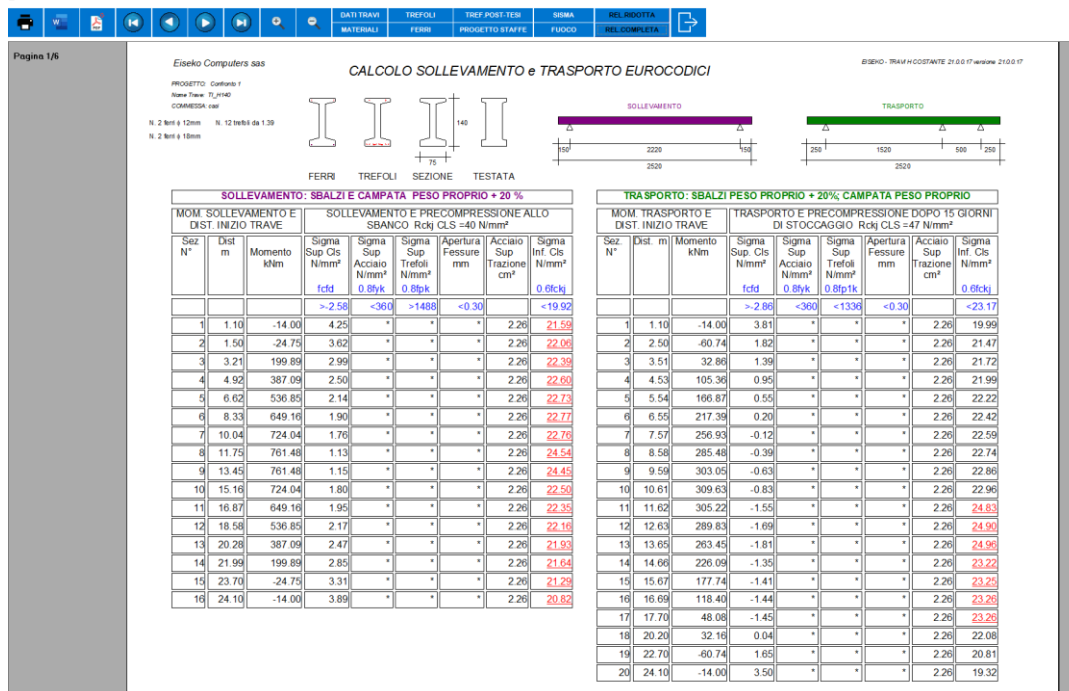 DATI TRAVI TREFOLI TREF.POST-TESI SISMA REL.RIDOTTA
MATERIALI FERRI PROGETTO STAFFE FUOCO REL.COMPLETA
Pagina 1/6
Eiseko Computers sas
CALCOLO SOLLEVAMENTO e TRASPORTO EUROCODICI
EISEKO - TRAVI H COSTANTE 21.0.0.17 versione 21.0.0.17
PROGETTO: Confronto 1
Nome Trave: TI_H140
COMMESSA: casi
N. 2 ferri ϕ 12mm N. 12 trefoli da 1.39
N. 2 ferri ϕ 18mm
140
75
FERRI TREFOLI SEZIONE TESTATA
SOLLEVAMENTO
150 2220 150
2520
TRASPORTO
250 1520 500 250
2520
SOLLEVAMENTO: SBALZI E CAMPATA PESO PROPRIO + 20 %
MOM. SOLLEVAMENTO E DIST. INIZIO TRAVE
SOLLEVAMENTO E PRECOMPRESSIONE ALLO SBANCO Rckj CLS =40 N/mm²
Sez N° Dist m Momento kNm Sigma Sup Cls N/mm² Sigma Sup Acciaio N/mm² Sigma Sup Trefoli N/mm² Apertura Fessure mm Acciaio Sup Trazione cm² Sigma Inf. Cls N/mm²
fcfd 0.8fyk 0.8fpk 0.6fckj
>-2.58 <360 >1488 <0.30 <19.92
1 1.10 -14.00 4.25 * * * 2.26 21.59
2 1.50 -24.75 3.62 * * * 2.26 22.06
3 3.21 199.89 2.99 * * * 2.26 22.39
4 4.92 387.09 2.50 * * * 2.26 22.60
5 6.62 536.85 2.14 * * * 2.26 22.73
6 8.33 649.16 1.90 * * * 2.26 22.77
7 10.04 724.04 1.76 * * * 2.26 22.76
8 11.75 761.48 1.13 * * * 2.26 24.54
9 13.45 761.48 1.15 * * * 2.26 24.45
10 15.16 724.04 1.80 * * * 2.26 22.50
11 16.87 649.16 1.95 * * * 2.26 22.35
12 18.58 536.85 2.17 * * * 2.26 22.16
13 20.28 387.09 2.47 * * * 2.26 21.93
14 21.99 199.89 2.85 * * * 2.26 21.64
15 23.70 -24.75 3.31 * * * 2.26 21.29
16 24.10 -14.00 3.89 * * * 2.26 20.82
TRASPORTO: SBALZI PESO PROPRIO + 20%; CAMPATA PESO PROPRIO
MOM. TRASPORTO E DIST. INIZIO TRAVE
TRASPORTO E PRECOMPRESSIONE DOPO 15 GIORNI DI STOCCAGGIO Rckj CLS =47 N/mm²
Sez. N° Dist. m Momento kNm Sigma Sup. Cls N/mm² Sigma Sup Acciaio N/mm² Sigma Sup Trefoli N/mm² Apertura Fessure mm Acciaio Sup Trazione cm² Sigma Inf. Cls N/mm²
fcfd 0.8fyk 0.8fp1k 0.6fckj
>-2.86 <360 <1336 <0.30 <23.17
1 1.10 -14.00 3.81 * * * 2.26 19.99
2 2.50 -60.74 1.82 * * * 2.26 21.47
3 3.51 32.86 1.39 * * * 2.26 21.72
4 4.53 105.36 0.95 * * * 2.26 21.99
5 5.54 166.87 0.55 * * * 2.26 22.22
6 6.55 217.39 0.20 * * * 2.26 22.42
7 7.57 256.93 -0.12 * * * 2.26 22.59
8 8.58 285.48 -0.39 * * * 2.26 22.74
9 9.59 303.05 -0.63 * * * 2.26 22.86
10 10.61 309.63 -0.83 * * * 2.26 22.96
11 11.62 305.22 -1.55 * * * 2.26 24.83
12 12.63 289.83 -1.69 * * * 2.26 24.90
13 13.65 263.45 -1.81 * * * 2.26 24.96
14 14.66 226.09 -1.35 * * * 2.26 23.22
15 15.67 177.74 -1.41 * * * 2.26 23.25
16 16.69 118.40 -1.44 * * * 2.26 23.26
17 17.70 48.08 -1.45 * * * 2.26 23.26
18 20.20 32.16 0.04 * * * 2.26 22.08
19 22.70 -60.74 1.65 * * * 2.26 20.81
20 24.10 -14.00 3.50 * * * 2.26 19.32